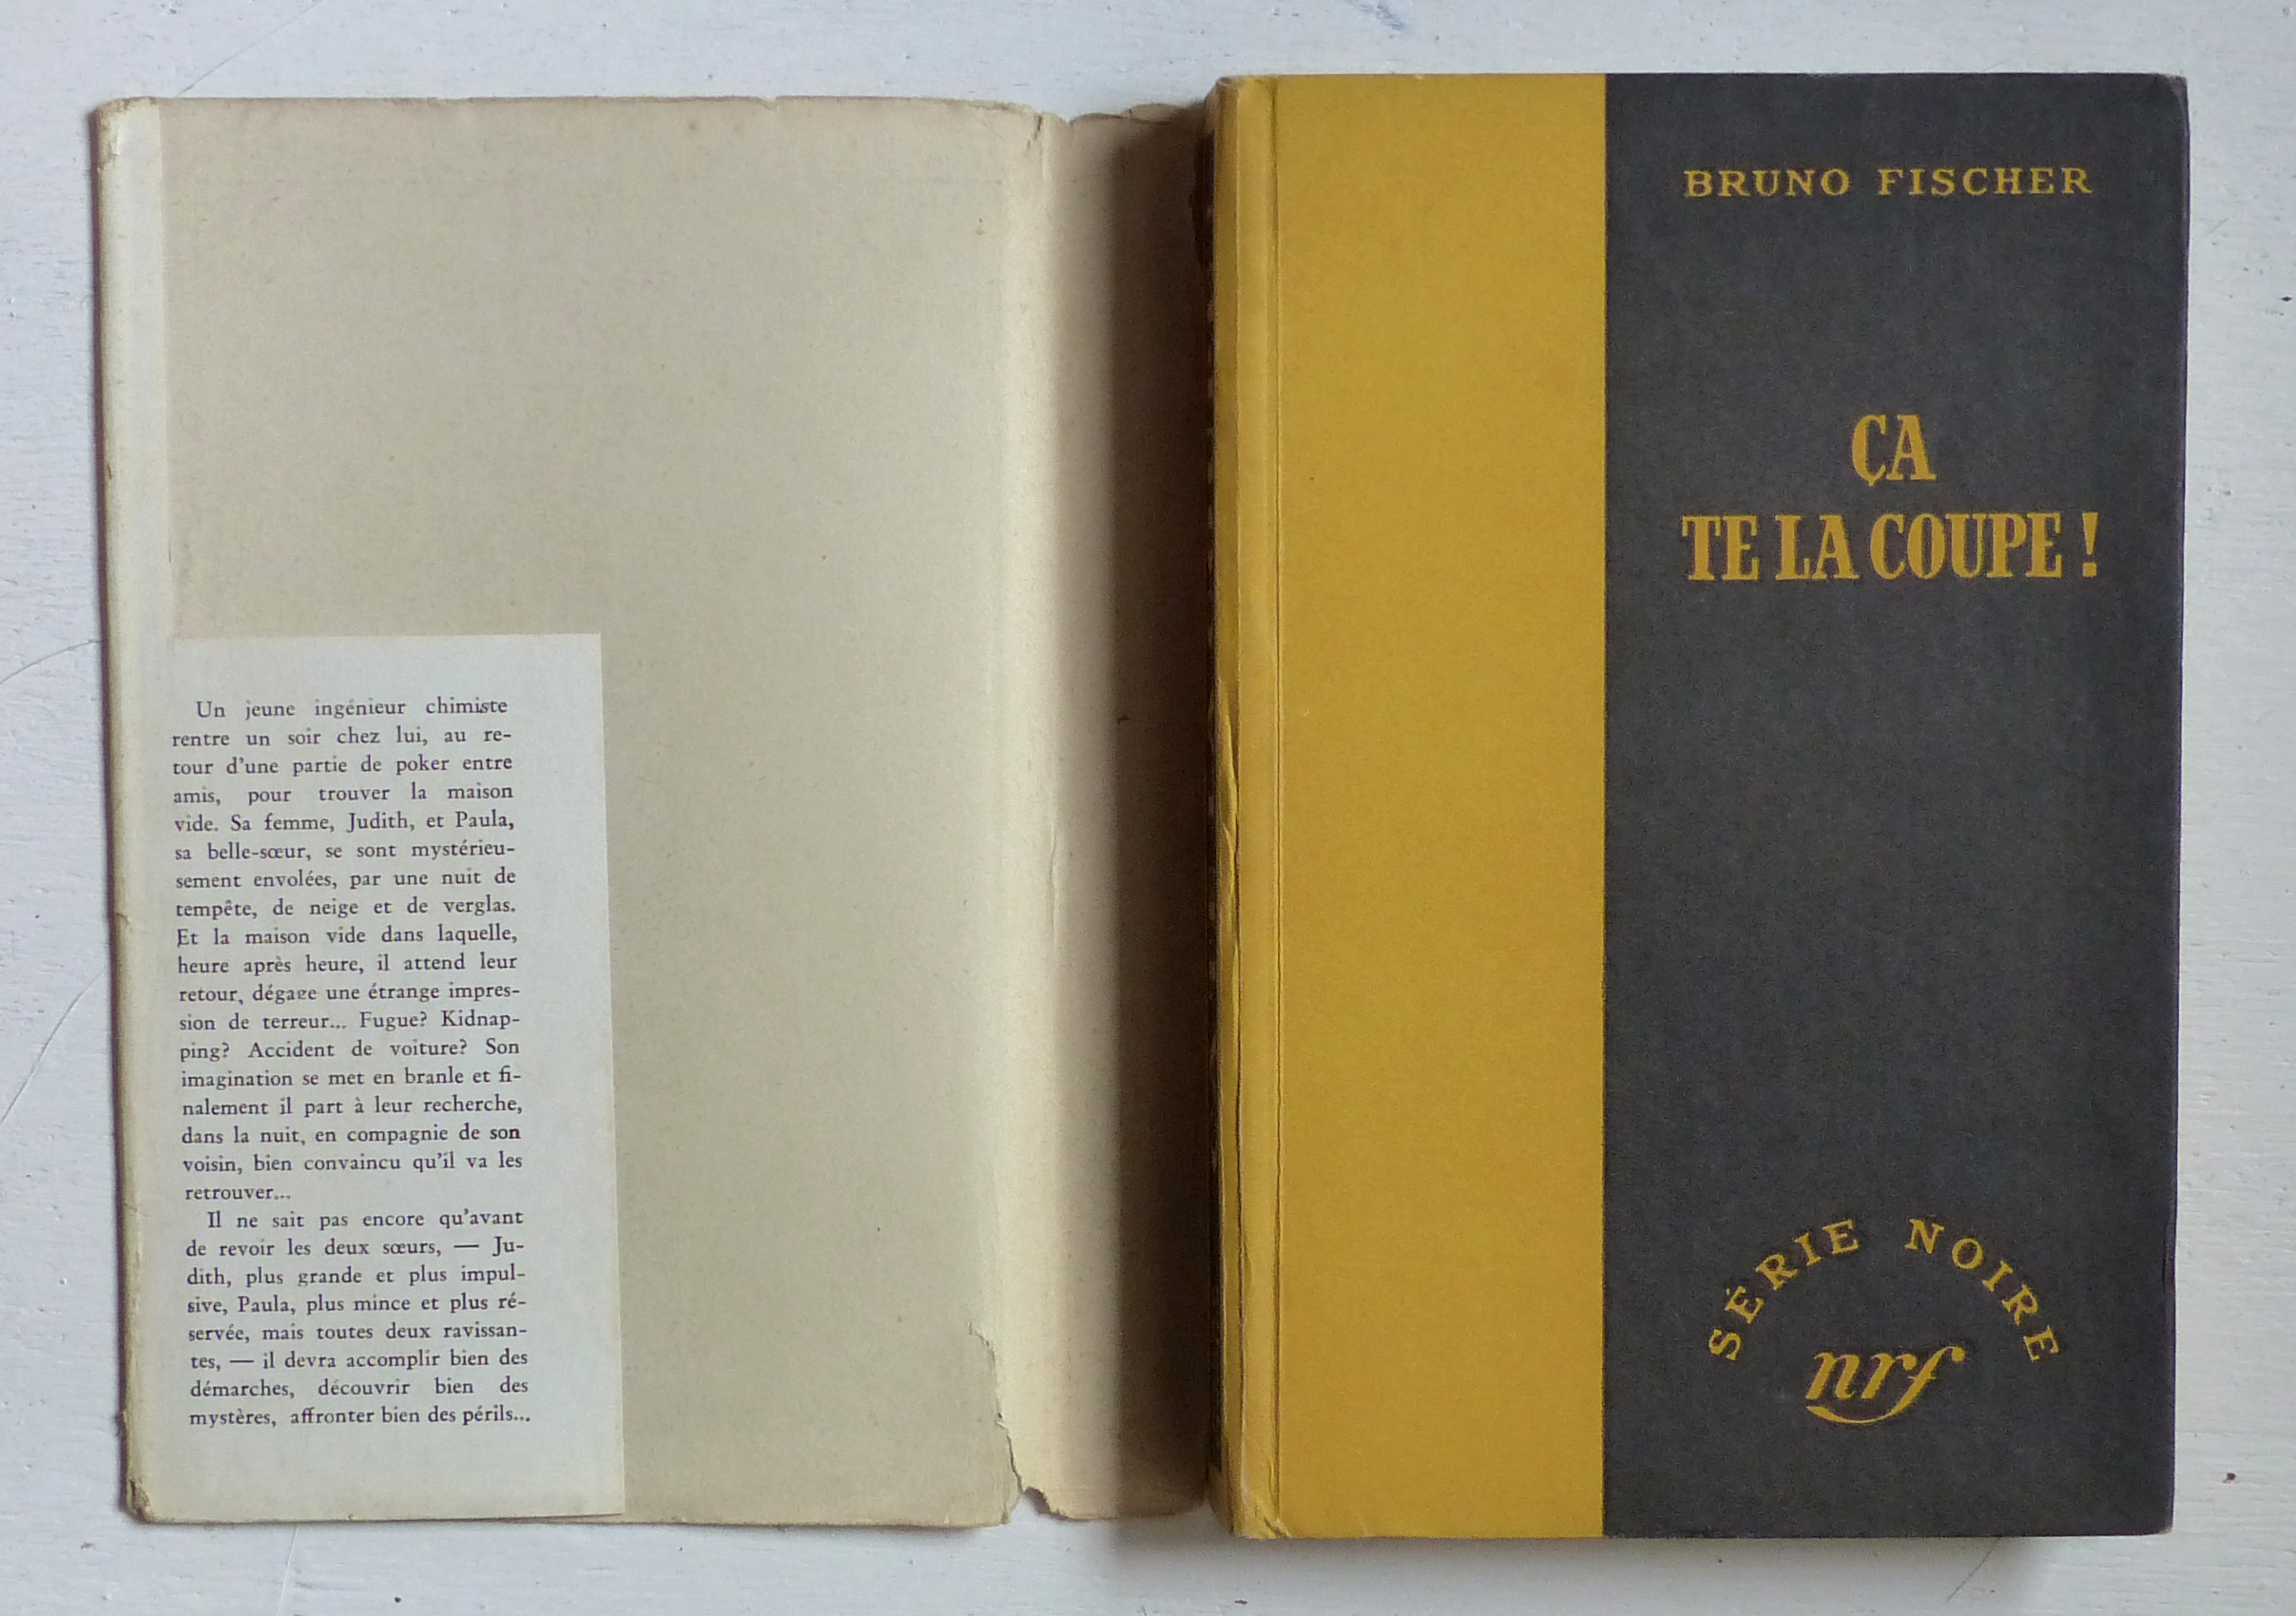 Un jeune ingénieur chimiste
rentre un soir chez lui, au re-
tour d'une partie de poker entre
amis, pour trouver la maison
vide. Sa femme, Judith, et Paula,
sa belle-sœur, se sont mystérieu-
sement envolées, par une nuit de
tempête, de neige et de verglas.
Et la maison vide dans laquelle,
heure après heure, il attend leur
retour, dégage une étrange impres-
sion de terreur... Fugue? Kidnap-
ping? Accident de voiture? Son
imagination se met en branle et fi-
nalement il part à leur recherche,
dans la nuit, en compagnie de son
voisin, bien convaincu qu'il va les
retrouver...
Il ne sait pas encore qu'avant
de revoir les deux sœurs, — Ju-
dith, plus grande et plus impul-
sive, Paula, plus mince et plus ré-
servée, mais toutes deux ravissan-
tes, — il devra accomplir bien des
démarches, découvrir bien des
mystères, affronter bien des périls...
BRUNO FISCHER
ÇA
TE LA COUPE !
SÉRIE NOIRE
nrf